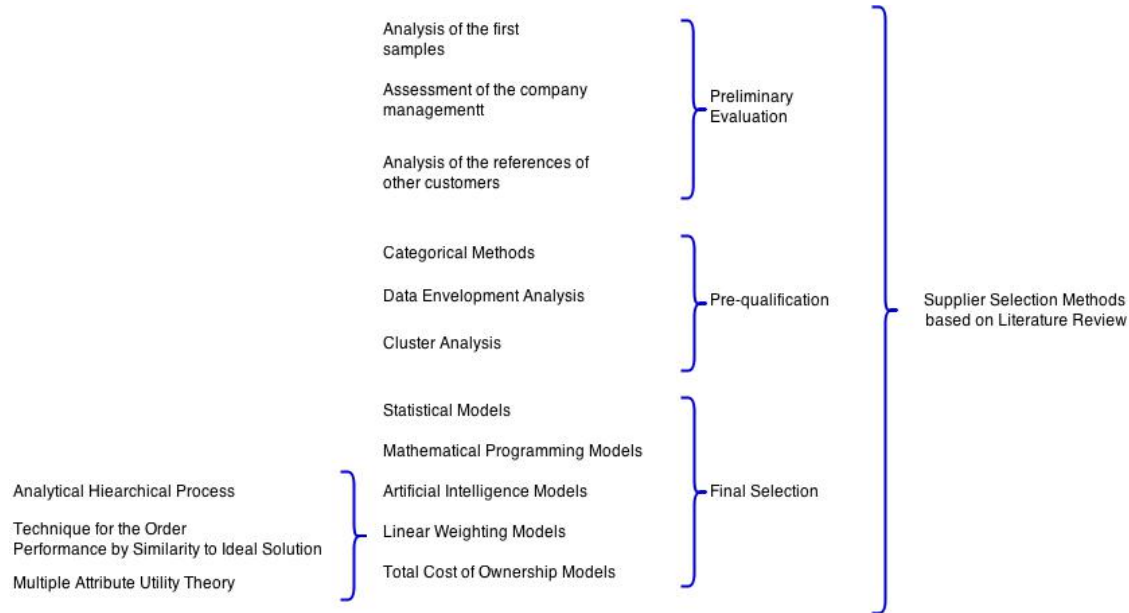 Analysis of the first
samples
Assessment of the company
managementt
Analysis of the references of
other customers
Preliminary
Evaluation
Categorical Methods
Data Envelopment Analysis
Cluster Analysis
Pre-qualification
Supplier Selection Methods
based on Literature Review
Statistical Models
Mathematical Programming Models
Artificial Intelligence Models
Linear Weighting Models
Total Cost of Ownership Models
Final Selection
Analytical Hiearchical Process
Technique for the Order
Performance by Similarity to Ideal Solution
Multiple Attribute Utility Theory